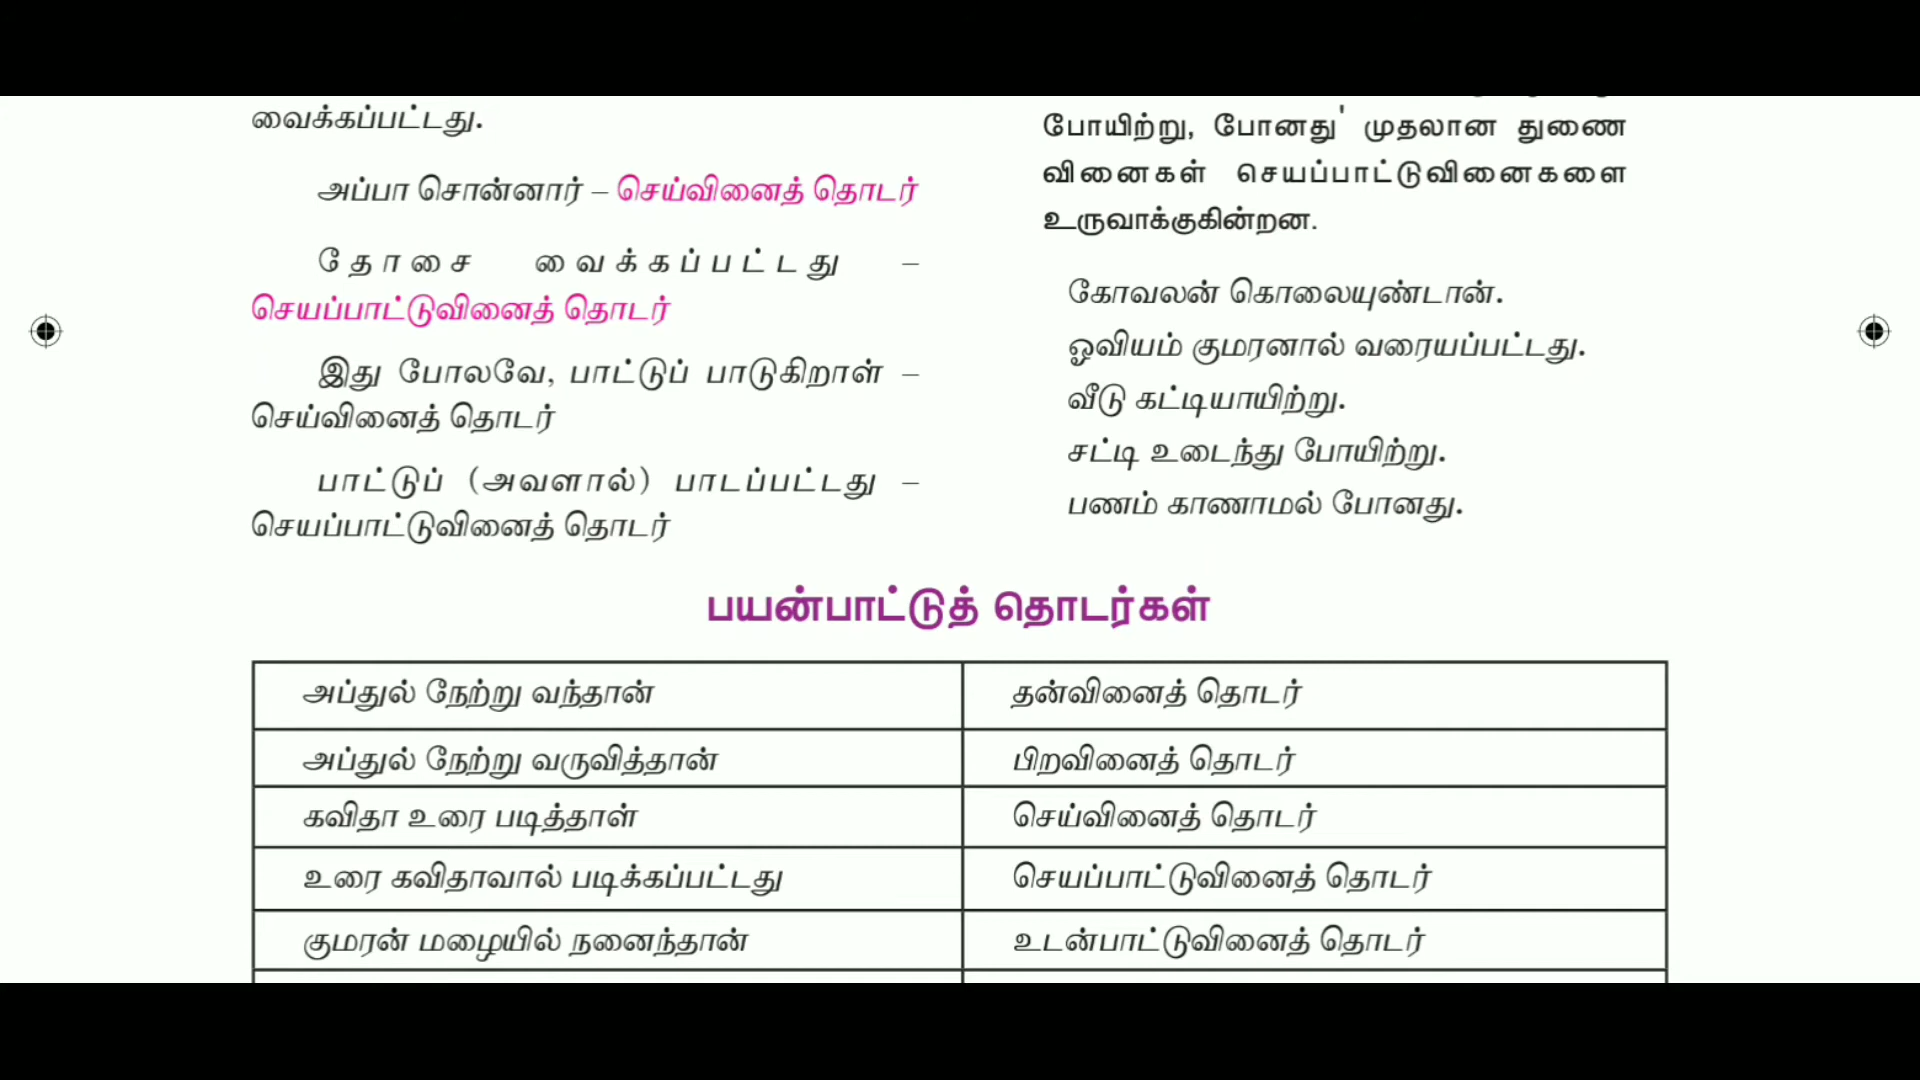 வைக்கப்பட்டது.
அப்பா சொன்னார் – செய்வினைத் தொடர்
தோசை வைக்கப்பட்டது –
செயப்பாட்டுவினைத் தொடர்
இது போலவே, பாட்டுப் பாடுகிறாள் –
செய்வினைத் தொடர்
பாட்டுப் (அவளால்) பாடப்பட்டது –
செயப்பாட்டுவினைத் தொடர்
போயிற்று, போனது' முதலான துணை
வினைகள் செயப்பாட்டுவினைகளை
உருவாக்குகின்றன.
கோவலன் கொலையுண்டான்.
ஓவியம் குமரனால் வரையப்பட்டது.
வீடு கட்டியாயிற்று.
சட்டி உடைந்து போயிற்று.
பணம் காணாமல் போனது.
பயன்பாட்டுத் தொடர்கள்
அப்துல் நேற்று வந்தான் தன்வினைத் தொடர்
அப்துல் நேற்று வருவித்தான் பிறவினைத் தொடர்
கவிதா உரை படித்தாள் செய்வினைத் தொடர்
உரை கவிதாவால் படிக்கப்பட்டது செயப்பாட்டுவினைத் தொடர்
குமரன் மழையில் நனைந்தான் உடன்பாட்டுவினைத் தொடர்